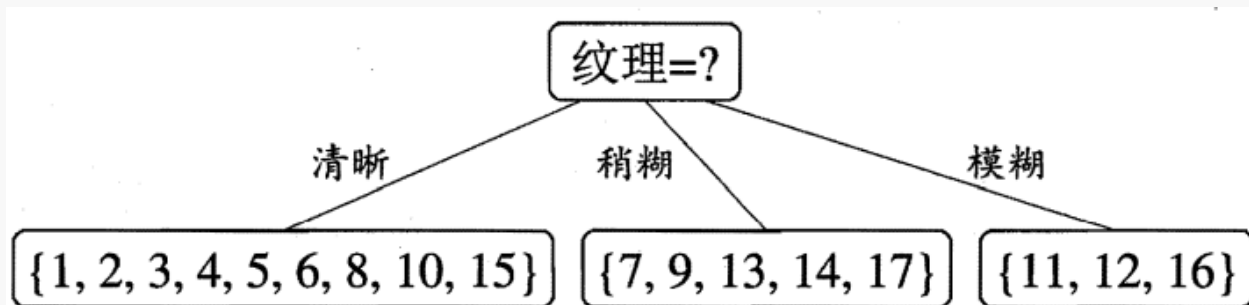 纹理=?
清晰
稍糊
模糊
{1, 2, 3, 4, 5, 6, 8, 10, 15}
{7, 9, 13, 14, 17}
{11, 12, 16}